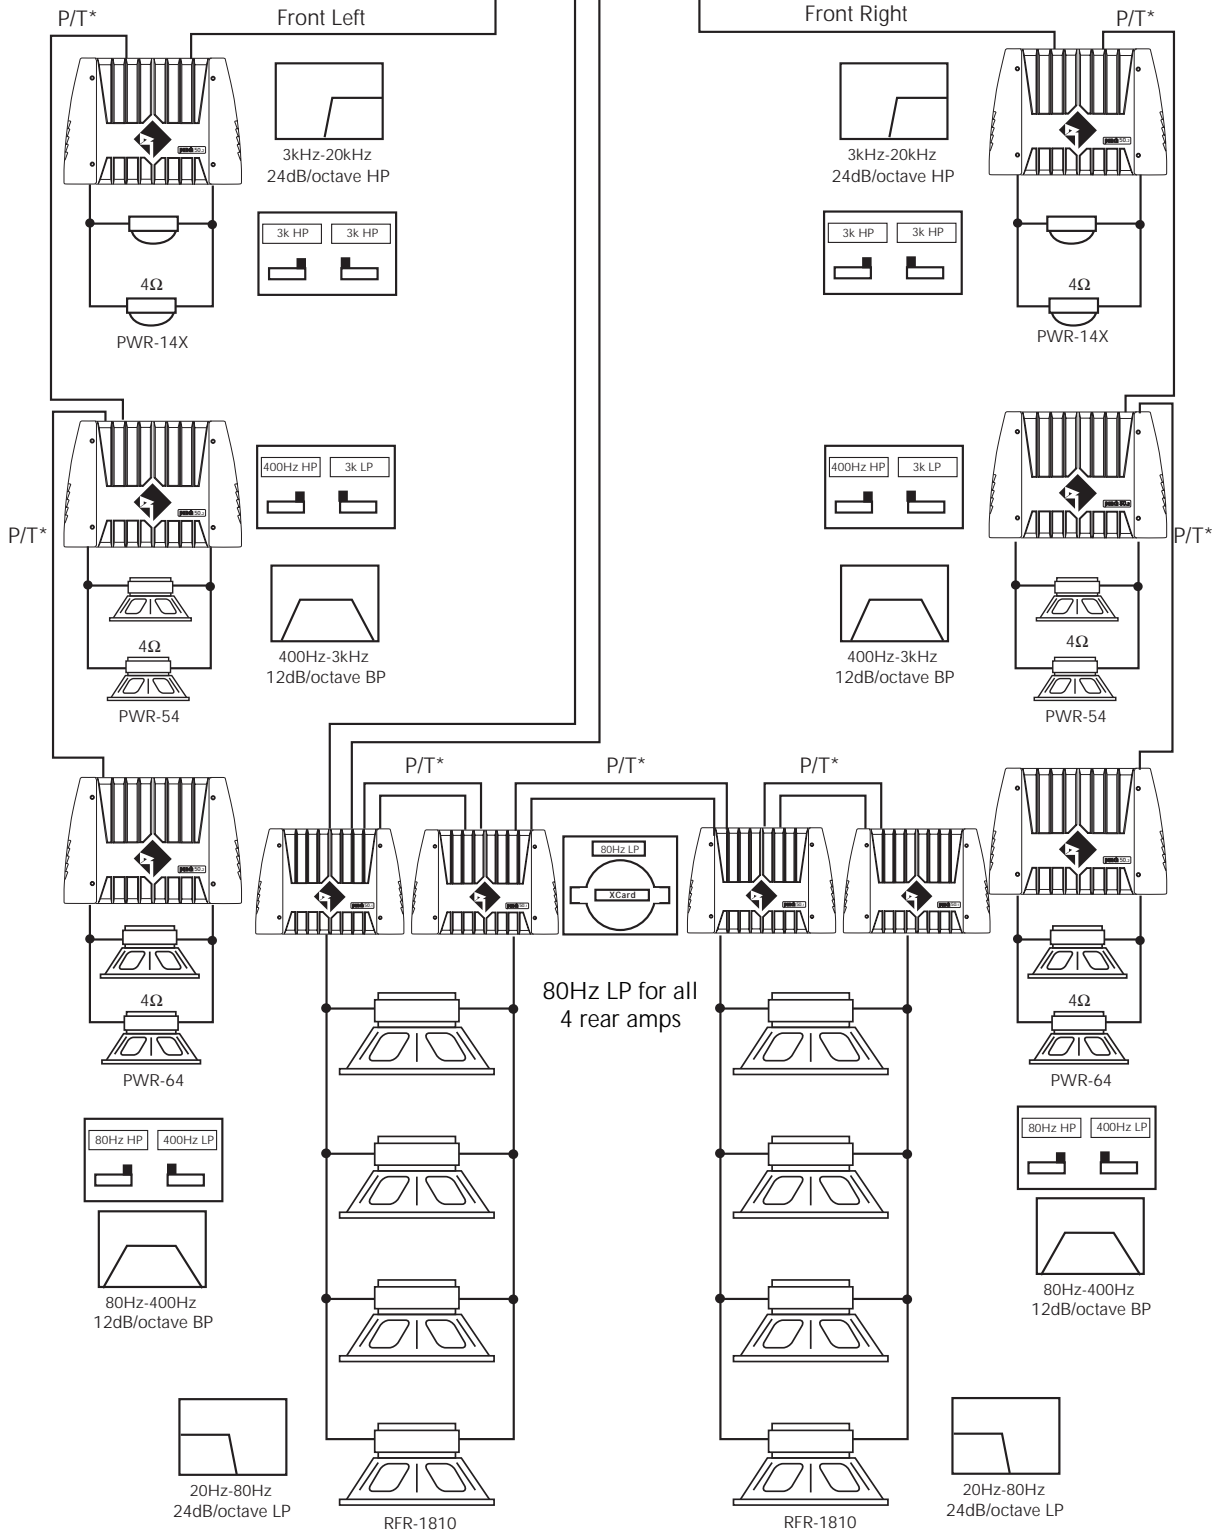 P/T*
Front Left
Front Right
P/T*
3kHz-20kHz
24dB/octave HP
3kHz-20kHz
24dB/octave HP
3k HP
3k HP
3k HP
3k HP
4Ω
PWR-14X
4Ω
PWR-14X
400Hz HP
3k LP
400Hz HP
3k LP
P/T*
P/T*
4Ω
PWR-54
400Hz-3kHz
12dB/octave BP
400Hz-3kHz
12dB/octave BP
4Ω
PWR-54
P/T*
P/T*
P/T*
80Hz LP
XCard
80Hz LP for all
4 rear amps
4Ω
PWR-64
4Ω
PWR-64
80Hz HP
400Hz LP
80Hz HP
400Hz LP
80Hz-400Hz
12dB/octave BP
80Hz-400Hz
12dB/octave BP
20Hz-80Hz
24dB/octave LP
RFR-1810
RFR-1810
20Hz-80Hz
24dB/octave LP